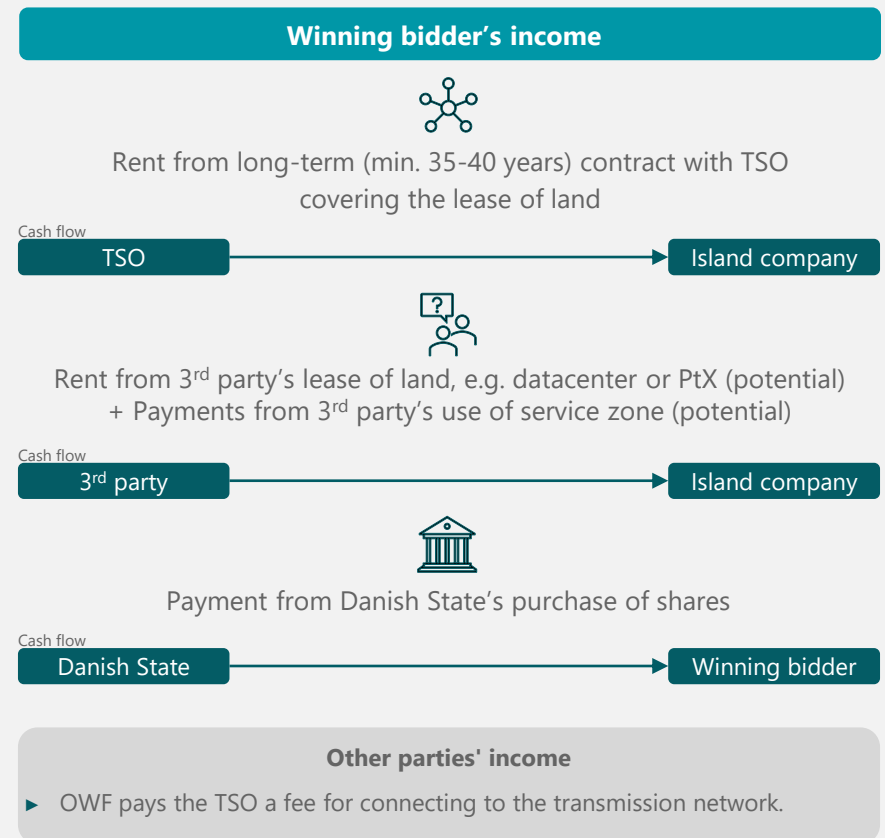 Winning bidder’s income
Rent from long-term (min. 35-40 years) contract with TSO
covering the lease of land
Cash flow
TSO
Island company
?
Rent from 3rd party’s lease of land, e.g. datacenter or PtX (potential)
+ Payments from 3rd party’s use of service zone (potential)
Cash flow
3rd party
Island company
Payment from Danish State’s purchase of shares
Cash flow
Danish State
Winning bidder
Other parties' income
► OWF pays the TSO a fee for connecting to the transmission network.